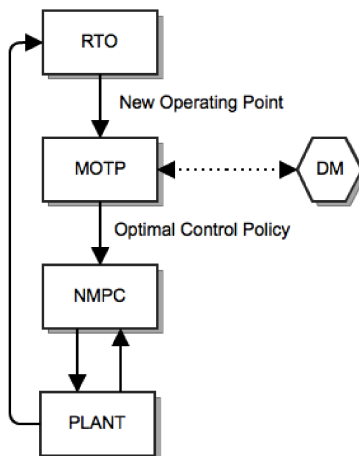 RTO
New Operating Point
MOTP
DM
Optimal Control Policy
NMPC
PLANT